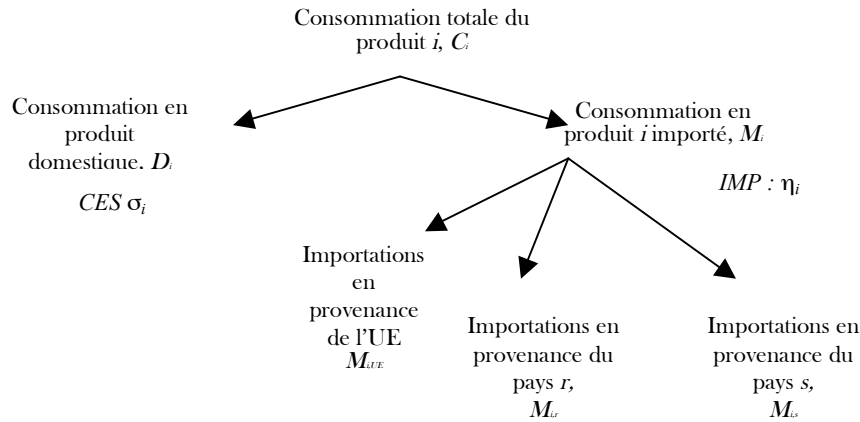 Consommation totale du
produit i, Ci
Consommation en
produit
domestique, Di
CES σi
Consommation en
produit i importé, Mi
IMP : ηi
Importations
en
provenance
de l’UE
Mi,UE
Importations en
provenance du
pays r,
Mi,r
Importations en
provenance du
pays s,
Mi,s